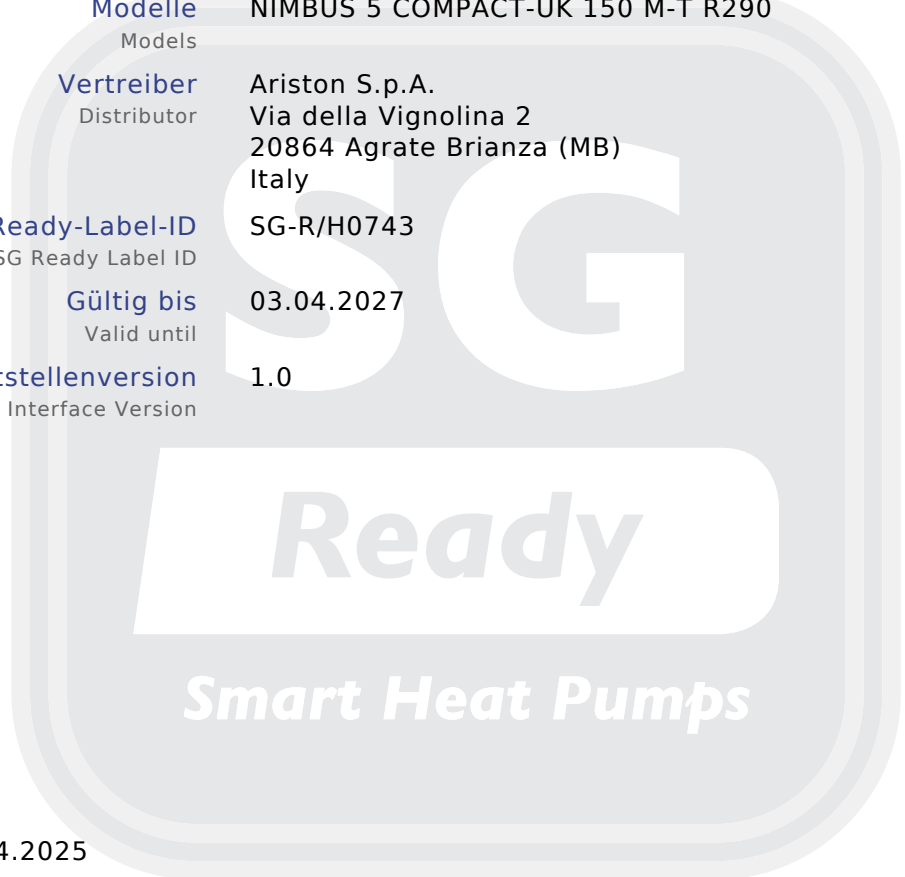 Modelle NIMBUS 5 COMPACT-UK 150 M-T R290
Models
Vertreiber Ariston S.p.A.
Distributor Via della Vignolina 2
20864 Agrate Brianza (MB)
Italy
Ready-Label-ID SG-R/H0743
SG Ready Label ID
Gültig bis 03.04.2027
Valid until
tstellenversion 1.0
Interface Version
SG
Ready
Smart Heat Pumps
4.2025